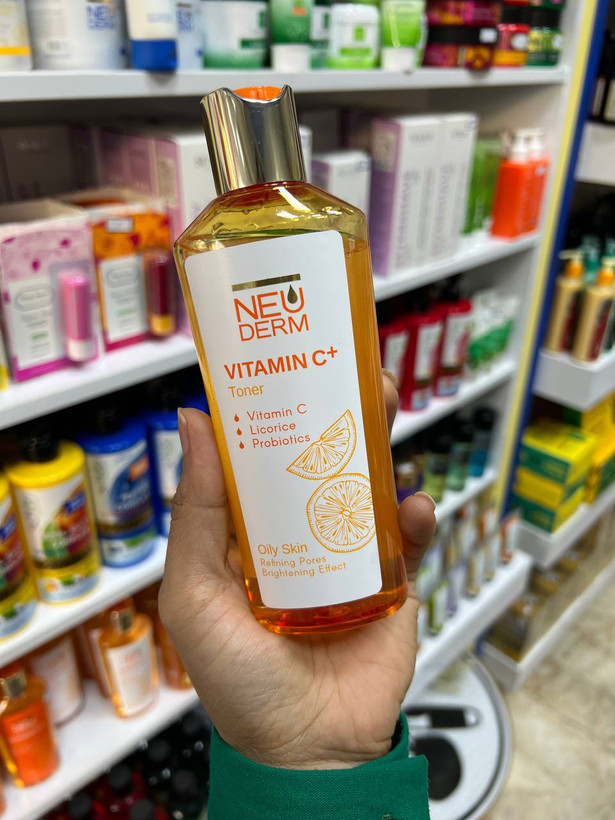 NEU
DERM
VITAMIN C+
Toner
Vitamin C
Licorice
Probiotics
Oily Skin
Refining Pores
Brightening Effect